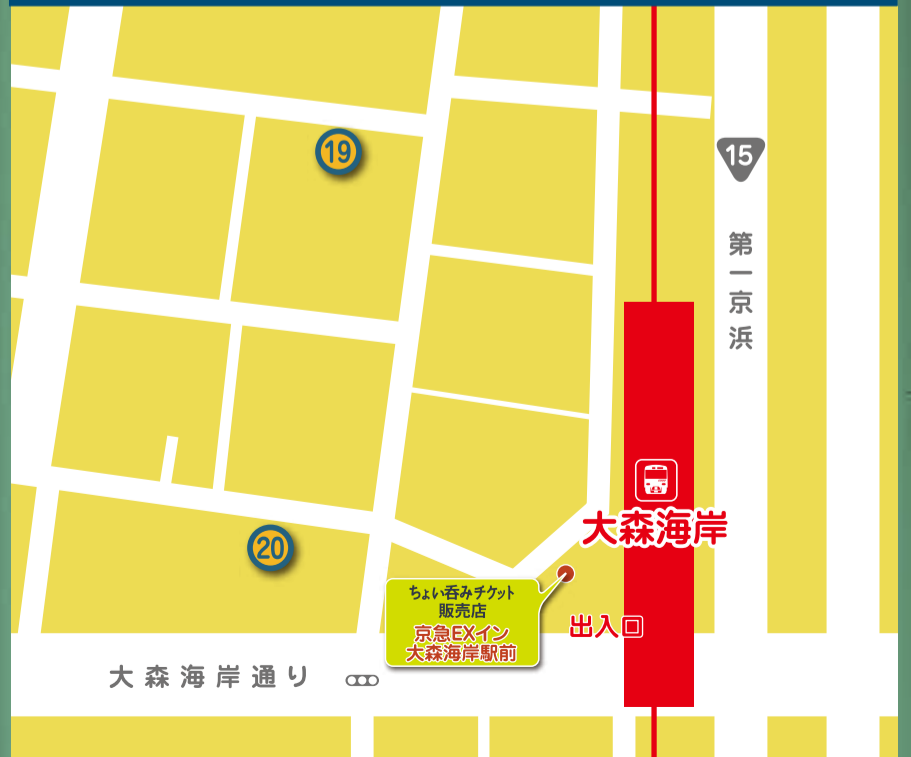 19
15
第一京浜
大森海岸
20
ちょい呑みチケット
販売店
京急EXイン
大森海岸駅前
出入口
大森海岸通り